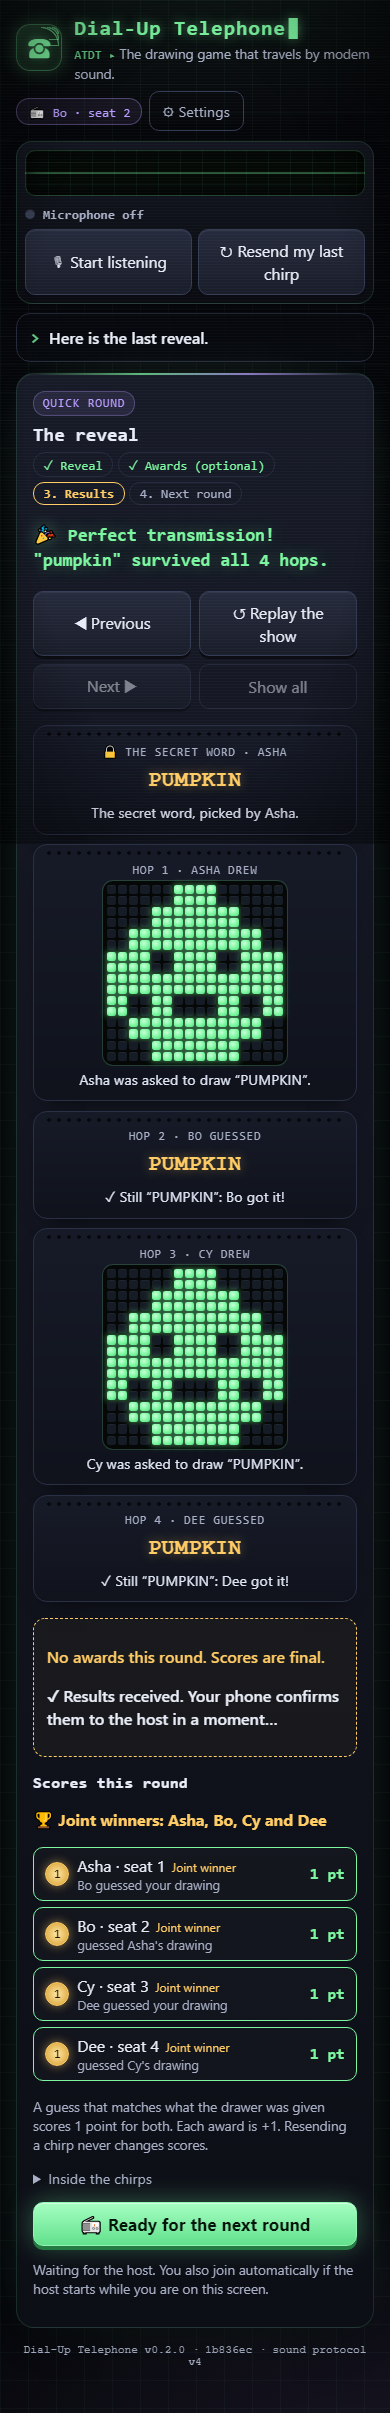 Dial-Up Telephone
ATDT ▸ The drawing game that travels by modem
sound.
📻 Bo · seat 2
⚙ Settings
Microphone off
🎙 Start listening
↻ Resend my last
chirp
> Here is the last reveal.
QUICK ROUND
The reveal
✓ Reveal
✓ Awards (optional)
3. Results
4. Next round
🎉 Perfect transmission!
"pumpkin" survived all 4 hops.
◀ Previous
↺ Replay the
show
Next ▶
Show all
🔒 THE SECRET WORD · ASHA
PUMPKIN
The secret word, picked by Asha.
HOP 1 · ASHA DREW
Asha was asked to draw “PUMPKIN”.
HOP 2 · BO GUESSED
PUMPKIN
✓ Still “PUMPKIN”: Bo got it!
HOP 3 · CY DREW
Cy was asked to draw “PUMPKIN”.
HOP 4 · DEE GUESSED
PUMPKIN
✓ Still “PUMPKIN”: Dee got it!
No awards this round. Scores are final.
✓ Results received. Your phone confirms
them to the host in a moment…
Scores this round
🏆 Joint winners: Asha, Bo, Cy and Dee
1 Asha · seat 1 Joint winner 1 pt
Bo guessed your drawing
1 Bo · seat 2 Joint winner 1 pt
guessed Asha's drawing
1 Cy · seat 3 Joint winner 1 pt
Dee guessed your drawing
1 Dee · seat 4 Joint winner 1 pt
guessed Cy's drawing
A guess that matches what the drawer was given
scores 1 point for both. Each award is +1. Resending
a chirp never changes scores.
▶ Inside the chirps
📻 Ready for the next round
Waiting for the host. You also join automatically if the
host starts while you are on this screen.
Dial-Up Telephone v0.2.0 · 1b836ec · sound protocol
v4